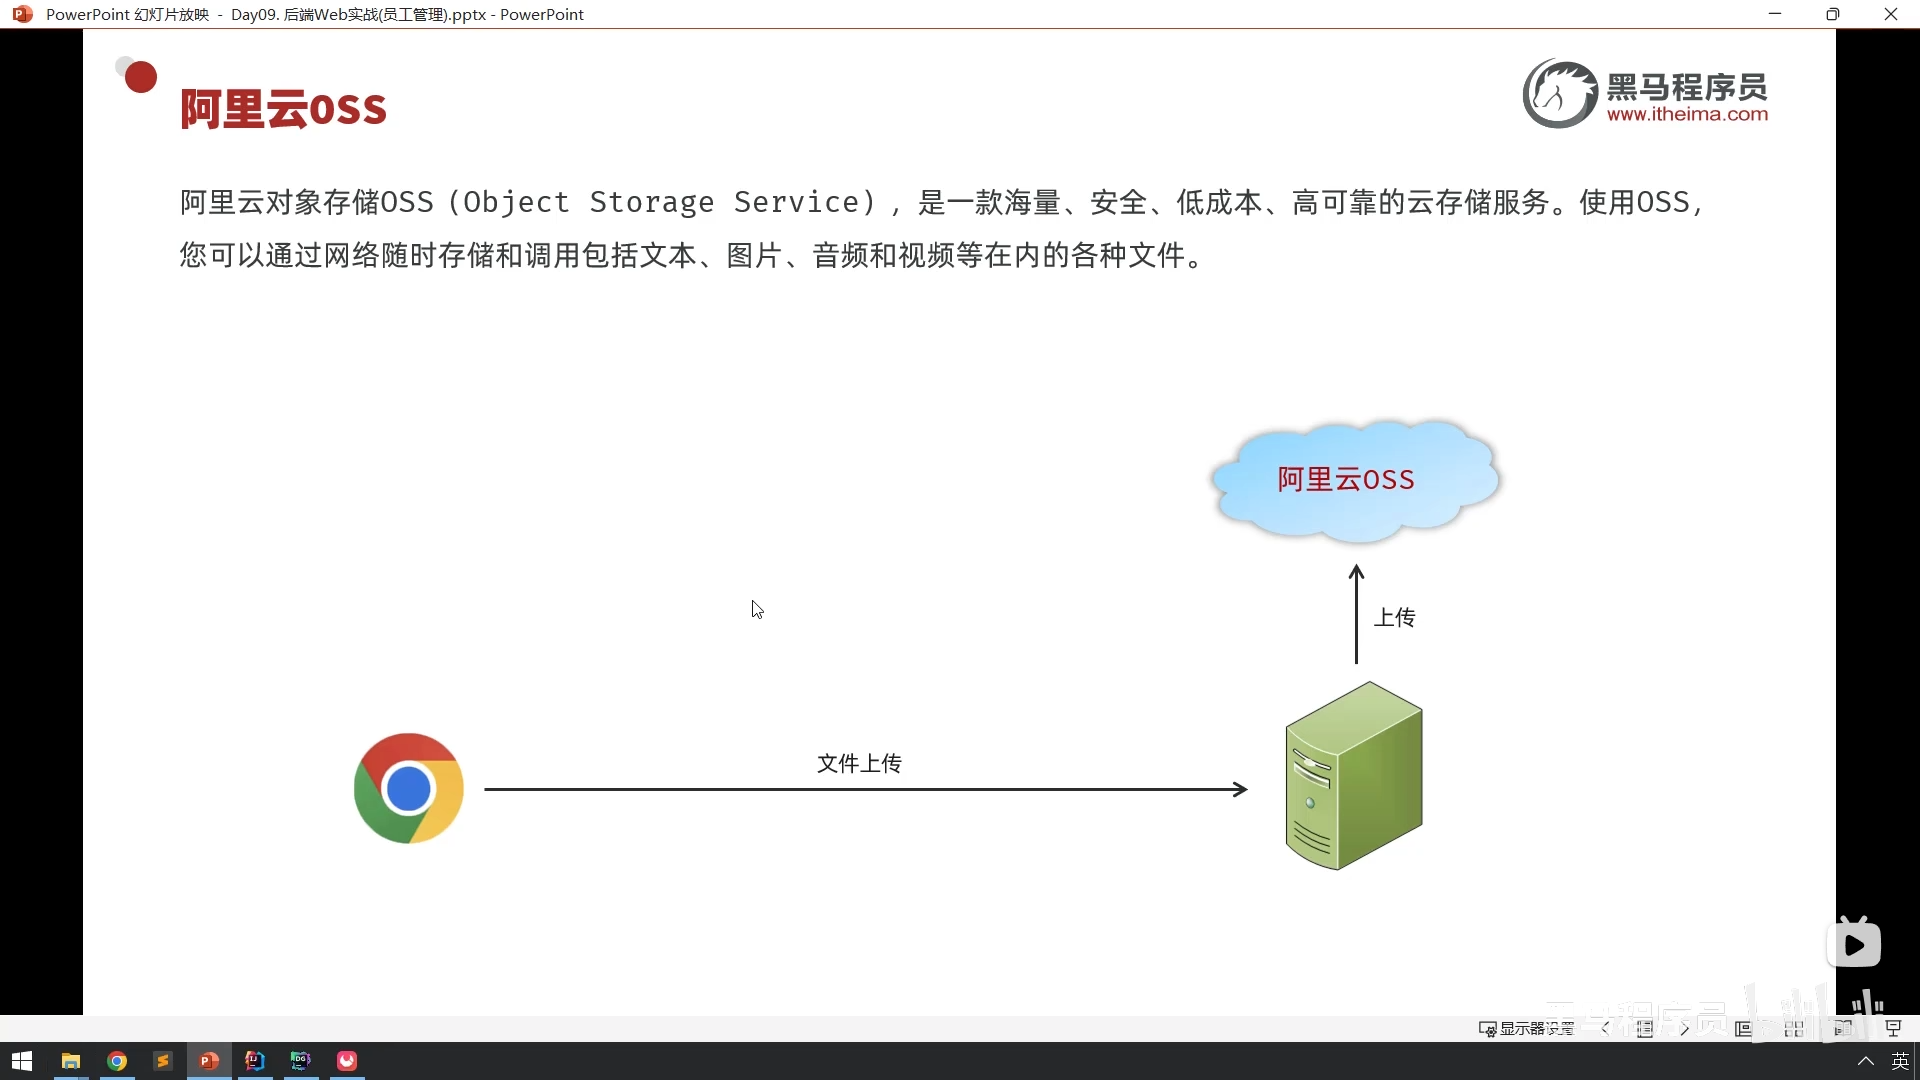 PowerPoint 幻灯片放映 - Day09. 后端Web实战(员工管理).pptx - PowerPoint
阿里云OSS
黑马程序员
www.itheima.com
阿里云对象存储OSS（Object Storage Service），是一款海量、安全、低成本、高可靠的云存储服务。使用OSS，
您可以通过网络随时存储和调用包括文本、图片、音频和视频等在内的各种文件。
阿里云OSS
上传
文件上传
黑马程序员
显示器设置
英